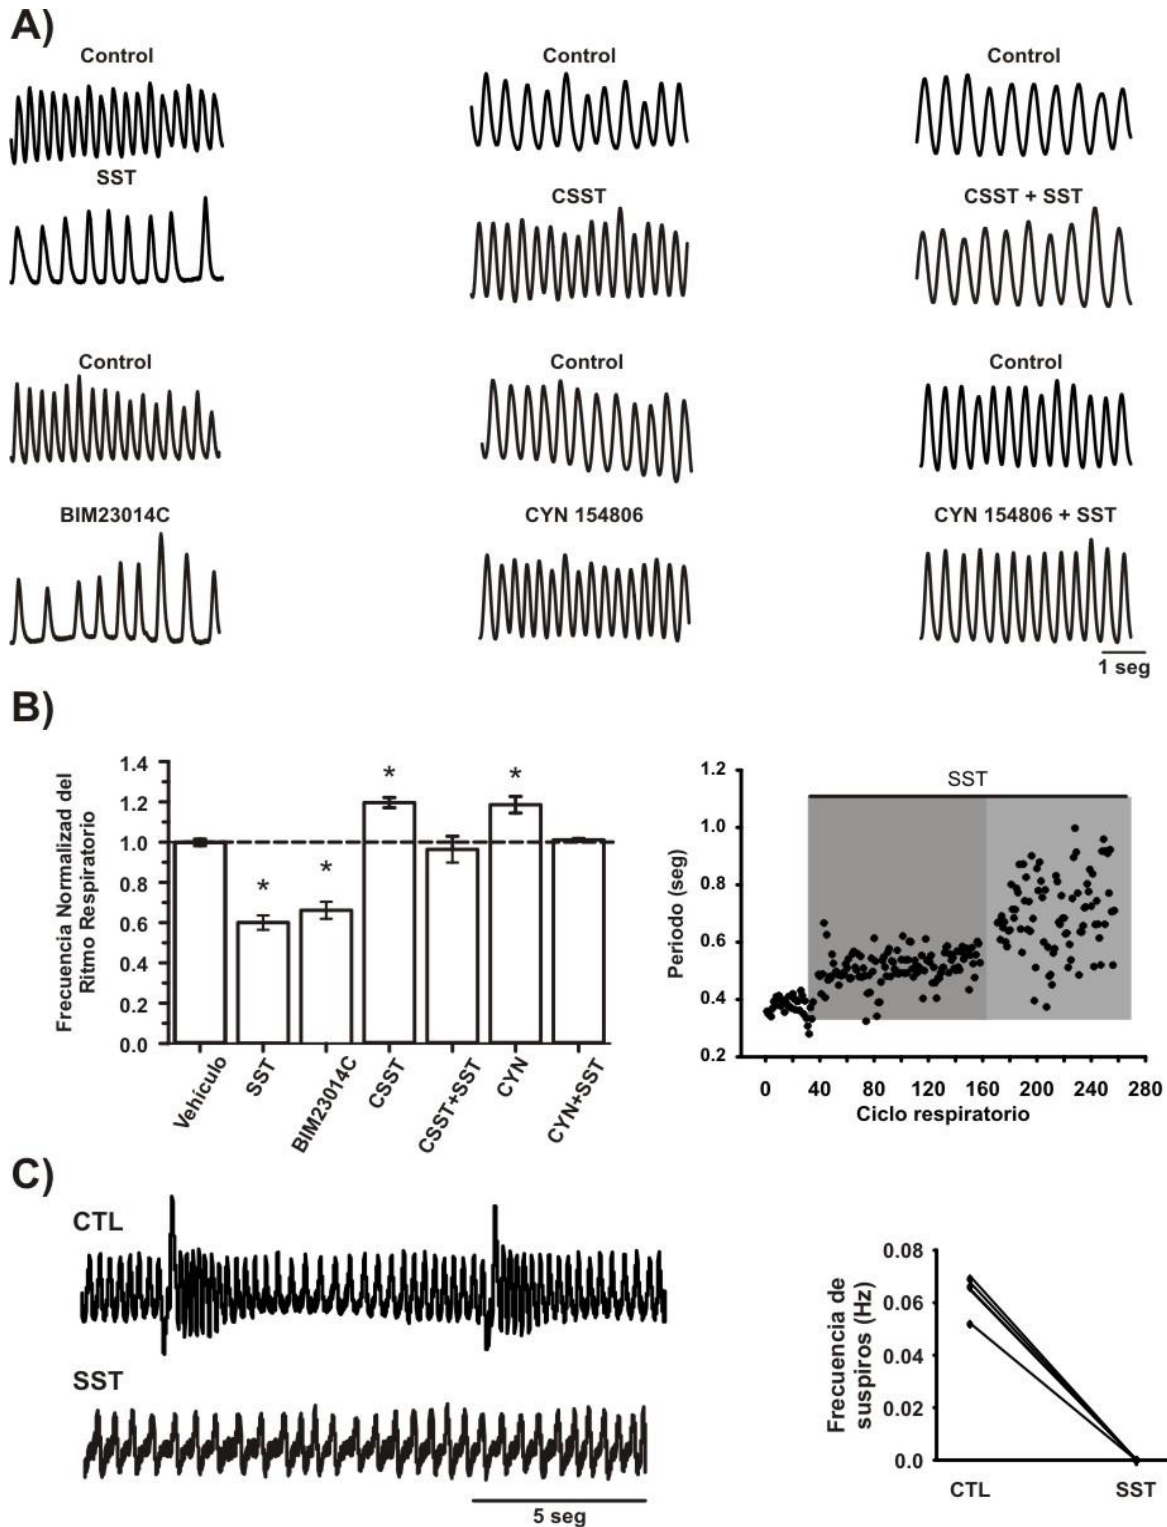 A)
Control
Control
Control
SST
CSST
CSST + SST
Control
Control
Control
BIM23014C
CYN 154806
CYN 154806 + SST
1 seg
B)
Frecuencia Normalizad del
Ritmo Respiratorio
1.4
1.2
1.0
0.8
0.6
0.4
0.2
0.0
*
*
*
*
Vehículo
SST
BIM23014C
CSST
CSST+SST
CYN
CYN+SST
SST
Periodo (seg)
1.2
1.0
0.8
0.6
0.4
0.2
0 40 80 120 160 200 240 280
Ciclo respiratorio
C)
CTL
SST
5 seg
Frecuencia de
suspiros (Hz)
0.08
0.06
0.04
0.02
0.0
CTL SST